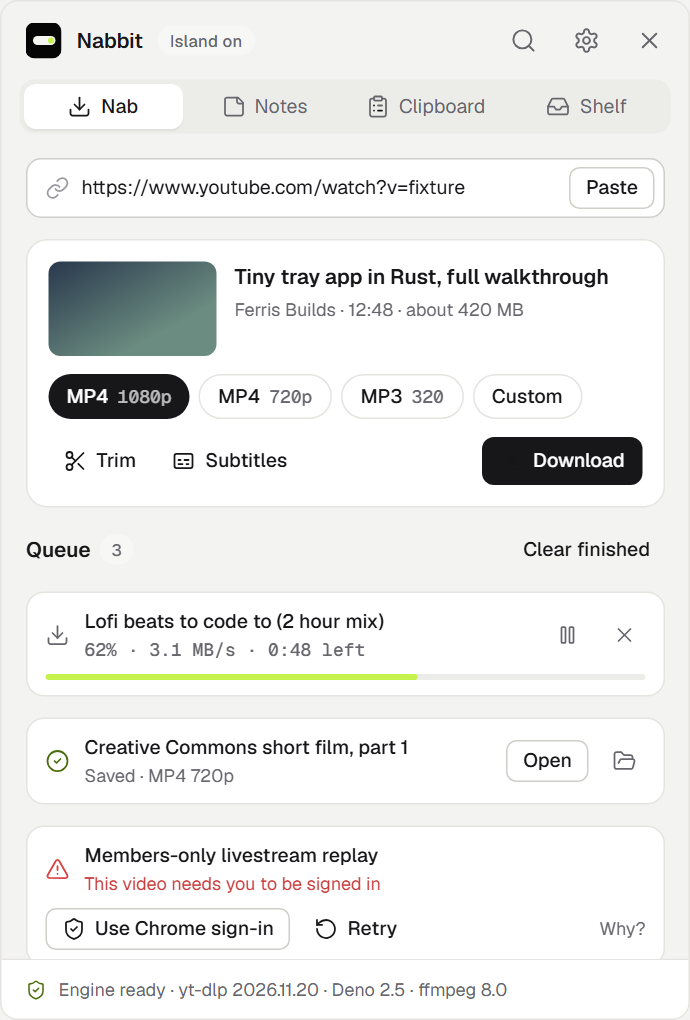 Nabbit Island on
Nab Notes Clipboard Shelf
https://www.youtube.com/watch?v=fixture Paste
Tiny tray app in Rust, full walkthrough
Ferris Builds · 12:48 · about 420 MB
MP4 1080p MP4 720p MP3 320 Custom
Trim Subtitles Download
Queue 3 Clear finished
Lofi beats to code to (2 hour mix)
62% · 3.1 MB/s · 0:48 left
Creative Commons short film, part 1
Saved · MP4 720p
Open
Members-only livestream replay
This video needs you to be signed in
Use Chrome sign-in Retry Why?
Engine ready · yt-dlp 2026.11.20 · Deno 2.5 · ffmpeg 8.0